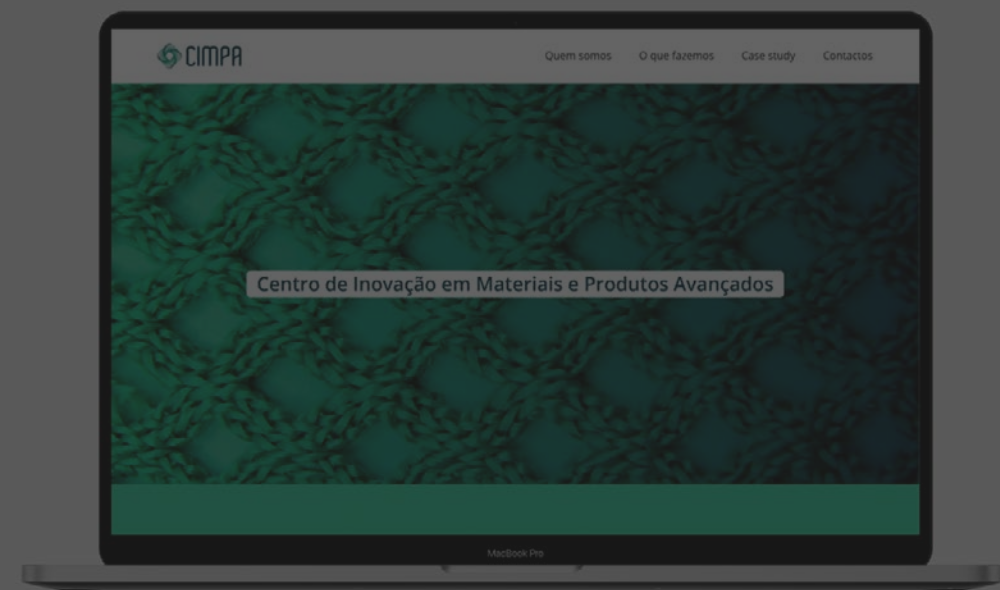 CIMPA
Quem somos
O que fazemos
Case study
Contactos
Centro de Inovação em Materiais e Produtos Avançados
MacBook Pro